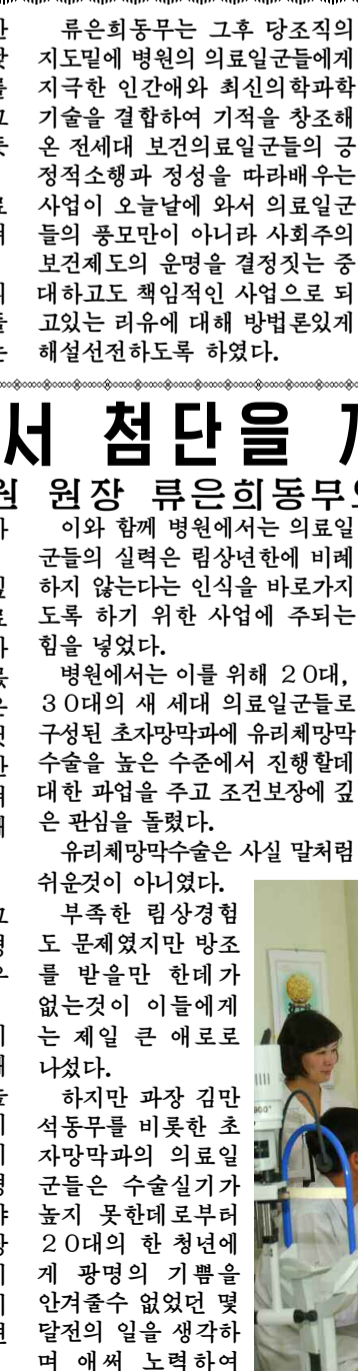 류은희동무는 그후 당조직의
지도밑에 병원의 의료일군들에게
지극한 인간애와 최신의학과학
기술을 결합하여 기적을 창조해
온 전세대 보건의료일군들의 긍
정적소행과 정성을 따라배우는
사업이 오늘날에 와서 의료일군
들의 풍모만이 아니라 사회주의
보건제도의 운명을 결정짓는 중
대하고도 책임적인 사업으로 되
고있는 리유에 대해 방법론있게
해설선전하도록 하였다.
서 첨단을
원 원장 류은희동무
이와 함께 병원에서는 의료일
군들의 실력은 림상년한에 비례
하지 않는다는 인식을 바로가지
도록 하기 위한 사업에 주되는
힘을 넣었다.
병원에서는 이를 위해 20대,
30대의 새 세대 의료일군들로
구성된 초자망막과에 유리체망막
수술을 높은 수준에서 진행할데
대한 과업을 주고 조건보장에 깊
은 관심을 돌렸다.
유리체망막수술은 사실 말처럼
쉬운것이 아니였다.
부족한 림상경험
도 문제였지만 방조
를 받을만 한데가
없는것이 이들에게
는 제일 큰 애로로
나섰다.
하지만 과장 김만
석동무를 비롯한 초
자망막과의 의료일
군들은 수술실기가
높지 못한데로부터
20대의 한 청년에
게 광명의 기쁨을
안겨줄수 없었던 몇
달전의 일을 생각하
며 애써 노력하여